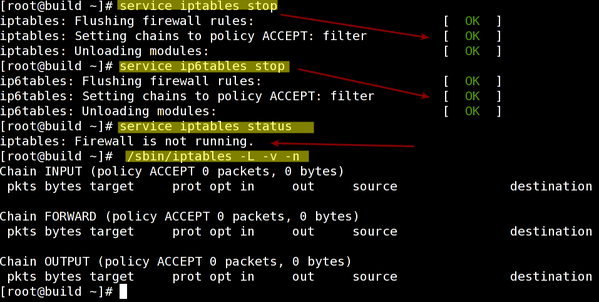 [root@build ~]# service iptables stop
iptables: Flushing firewall rules: [ OK ]
iptables: Setting chains to policy ACCEPT: filter [ OK ]
iptables: Unloading modules: [ OK ]
[root@build ~]# service ip6tables stop
ip6tables: Flushing firewall rules: [ OK ]
ip6tables: Setting chains to policy ACCEPT: filter [ OK ]
ip6tables: Unloading modules: [ OK ]
[root@build ~]# service iptables status
iptables: Firewall is not running.
[root@build ~]# /sbin/iptables -L -v -n
Chain INPUT (policy ACCEPT 0 packets, 0 bytes)
pkts bytes target prot opt in out source destination
Chain FORWARD (policy ACCEPT 0 packets, 0 bytes)
pkts bytes target prot opt in out source destination
Chain OUTPUT (policy ACCEPT 0 packets, 0 bytes)
pkts bytes target prot opt in out source destination
[root@build ~]#